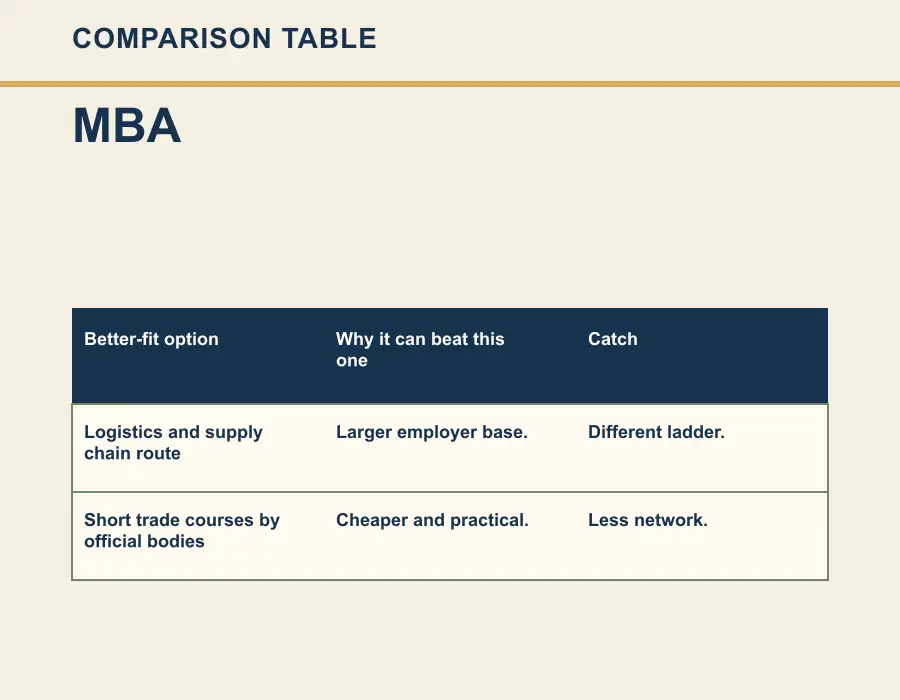 COMPARISON TABLE
MBA
Better-fit option
Why it can beat this
one
Catch
Logistics and supply
chain route
Larger employer base.
Different ladder.
Short trade courses by
official bodies
Cheaper and practical.
Less network.